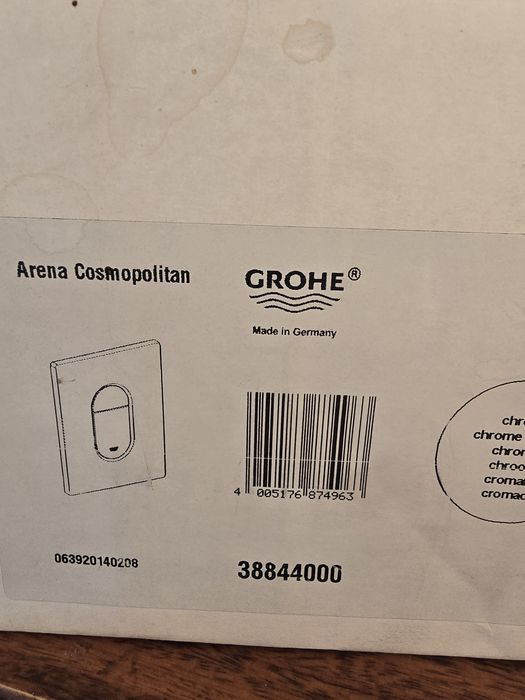 Arena Cosmopolitan
GROHE®
Made in Germany
4 005176 874963
chrome
063920140208
38844000